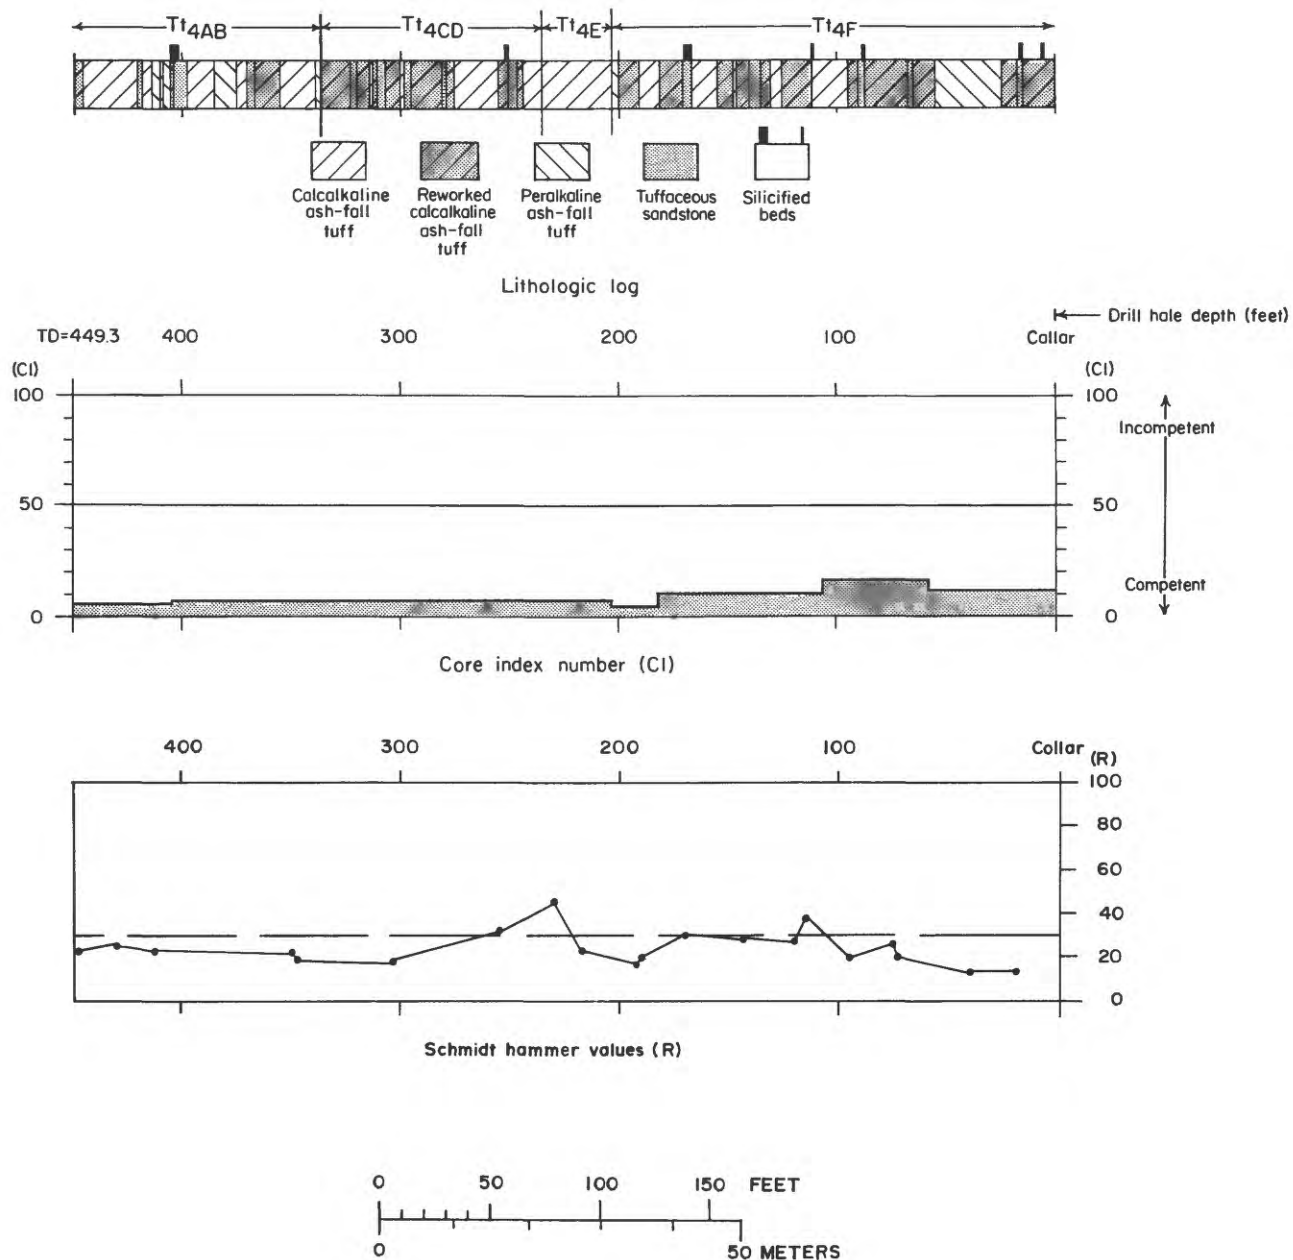 Tt4AB Tt4CD Tt4E Tt4F
Calcalkaline ash-fall tuff
Reworked calcalkaline ash-fall tuff
Peralkaline ash-fall tuff
Tuffaceous sandstone
Silicified beds
Lithologic log
Drill hale depth (feet)
TD=449.3 400 300 200 100 Collar
(CI) (CI)
100 100
Incompetent
50 50
Competent
0 0
Core index number (CI)
400 300 200 100 Collar (R)
100
80
60
40
20
0
Schmidt hammer values (R)
0 50 100 150 FEET
0 50 METERS